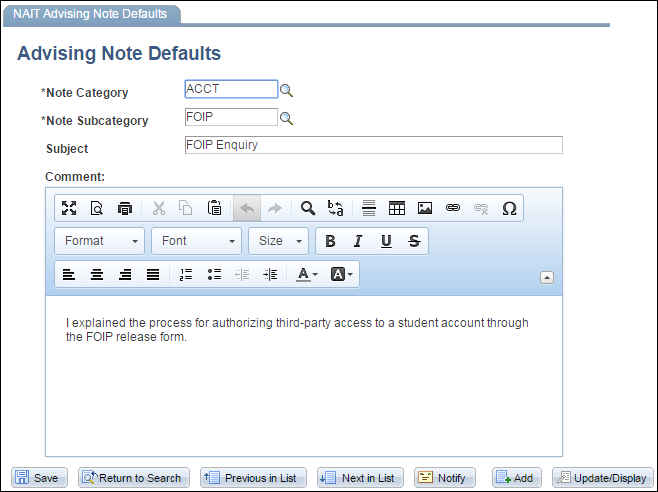 NAIT Advising Note Defaults
Advising Note Defaults
*Note Category ACCT
*Note Subcategory FOIP
Subject FOIP Enquiry
Comment:
Format Font Size B I U S
A A
I explained the process for authorizing third-party access to a student account through
the FOIP release form.
Save Return to Search Previous in List Next in List Notify Add Update/Display